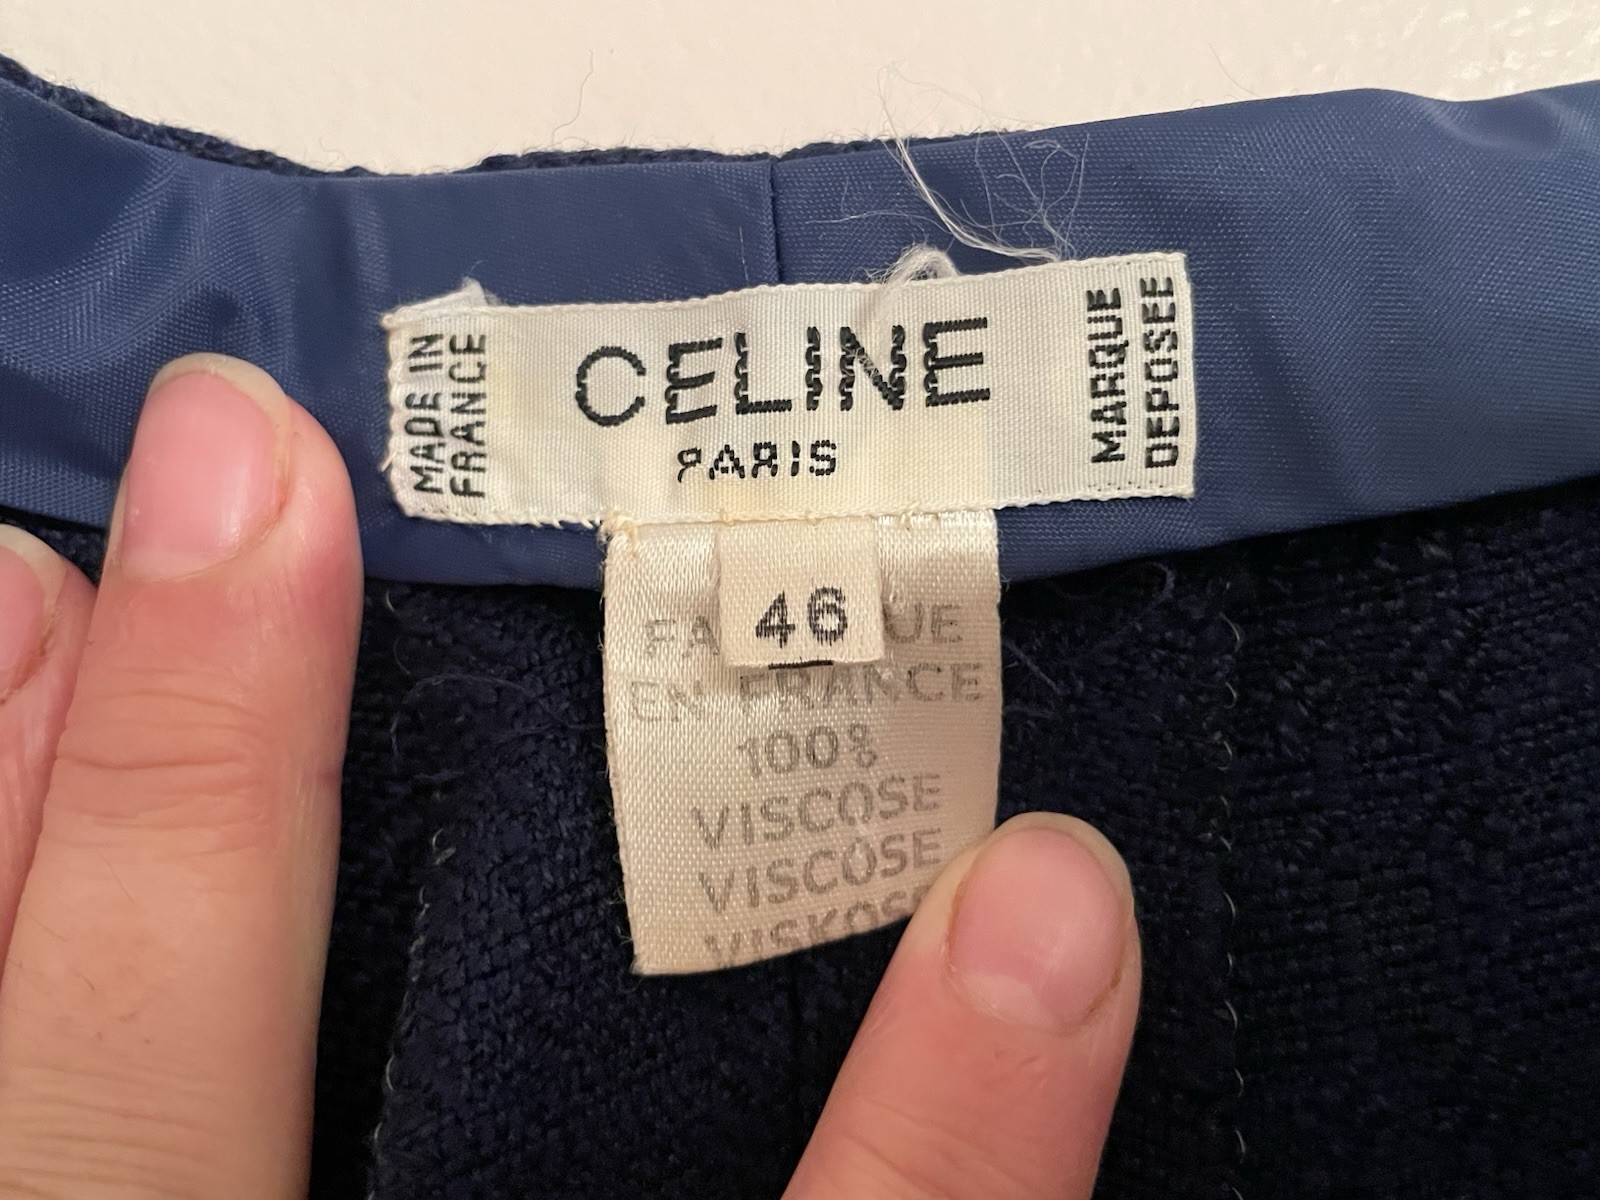 MADE IN
FRANCE
CELINE
PARIS
MARQUE
DEPOSEE
46
EN FRANCE
100%
VISCOSE
VISCOSE